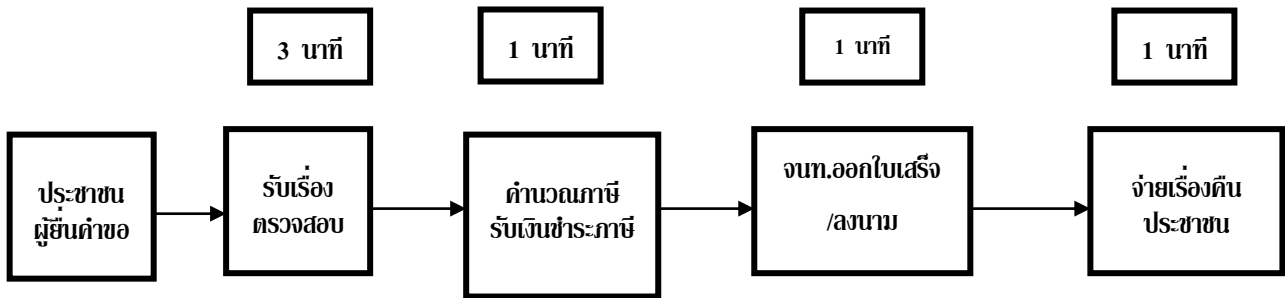 3 นาที
1 นาที
1 นาที
1 นาที
ประชาชน
ผู้ยื่นคำขอ
รับเรื่อง
ตรวจสอบ
คำนวณภาษี
รับเงินชำระภาษี
จนท.ออกใบเสร็จ
/ลงนาม
จ่ายเรื่องคืน
ประชาชน